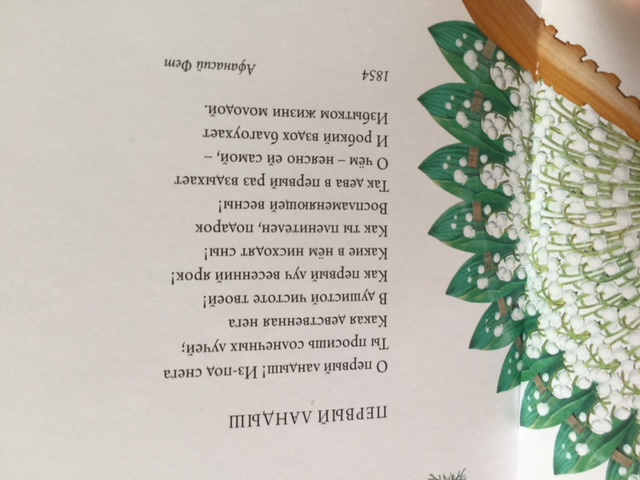 ПЕРВЫЙ ЛАНДЫШ
О первый ландыш! Из-под снега
Ты просишь солнечных лучей;
Какая девственная нега
В душистой чистоте твоей!
Как первый луч весенний ярок!
Какие в нём нисходят сны!
Как ты пленителен, подарок
Воспламеняющей весны!
Так дева в первый раз вздыхает
О чём – неясно ей самой, –
И робкий вздох благоухает
Избытком жизни молодой.
1854
Афанасий Фет